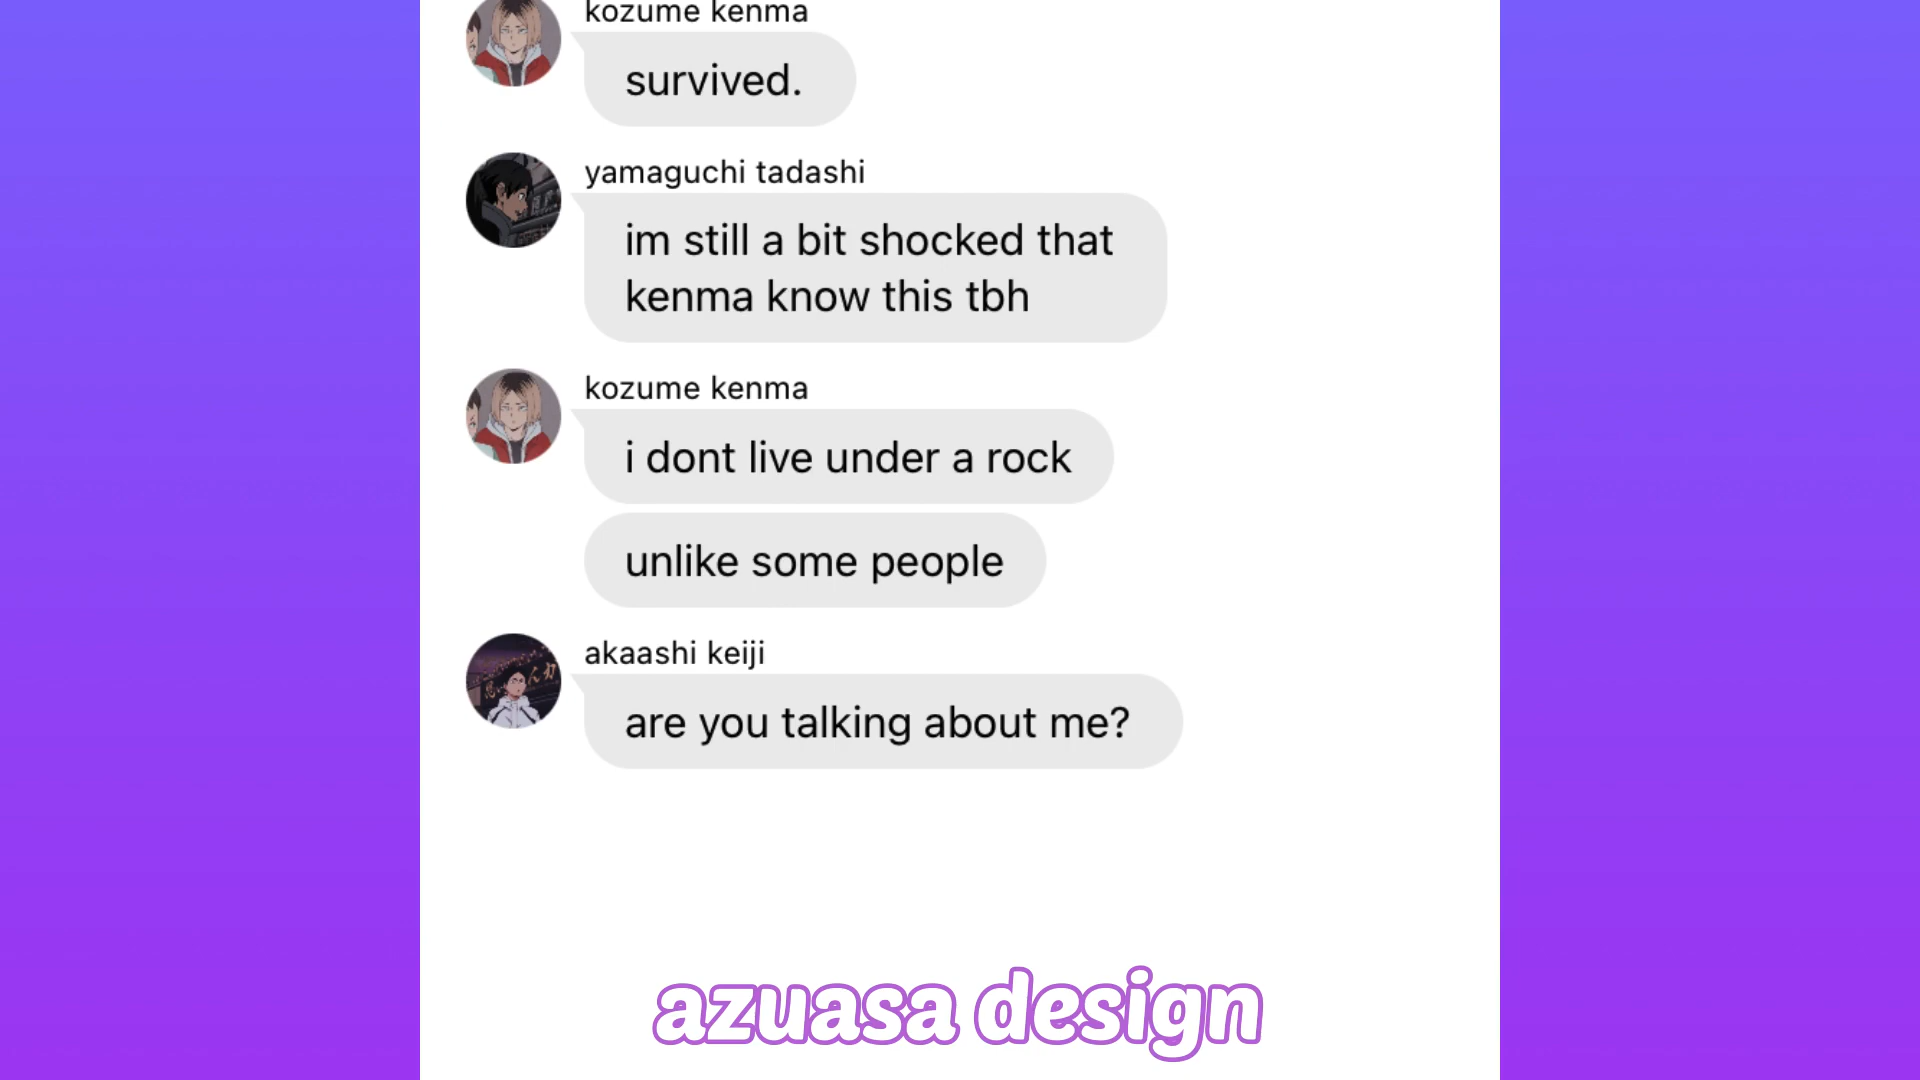 kozume kenma
survived.
yamaguchi tadashi
im still a bit shocked that
kenma know this tbh
kozume kenma
i dont live under a rock
unlike some people
akaashi keiji
are you talking about me?
azuasa design